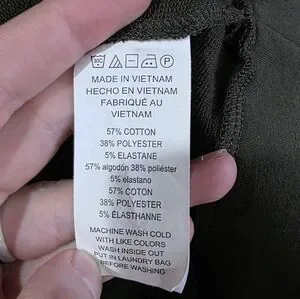 MADE IN VIETNAM
HECHO EN VIETNAM
FABRIQUÉ AU
VIETNAM
57% COTTON
38% POLYESTER
5% ELASTANE
57% algodón 38% poliéster
5% elastano
57% COTON
38% POLYESTER
5% ÉLASTHANNE
MACHINE WASH COLD
WITH LIKE COLORS
WASH INSIDE OUT
PUT IN LAUNDRY BAG
BEFORE WASHING